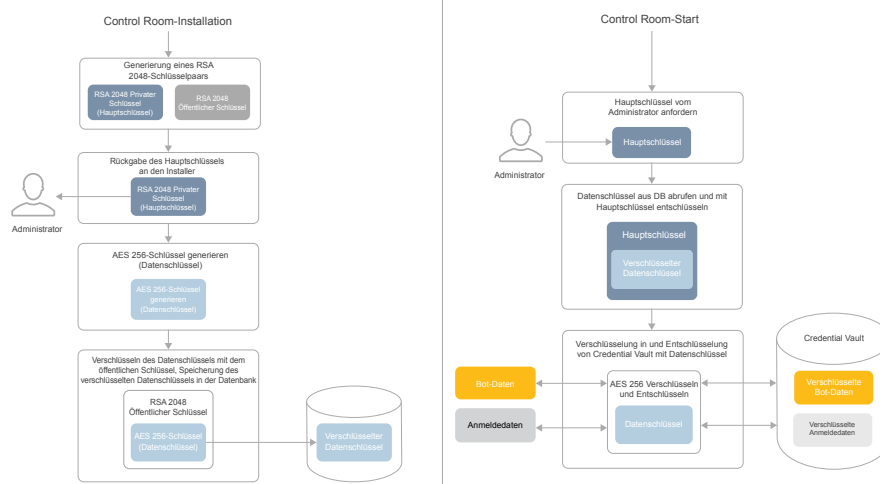 Control Room-Installation
Generierung eines RSA
2048-Schlüsselpaars
RSA 2048 Privater
Schlüssel
(Hauptschlüssel)
RSA 2048
Öffentlicher Schlüssel
Rückgabe des Hauptschlüssels
an den Installer
RSA 2048 Privater
Schlüssel
(Hauptschlüssel)
Administrator
AES 256-Schlüssel generieren
(Datenschlüssel)
AES 256-Schlüssel
generieren
(Datenschlüssel)
Verschlüsseln des Datenschlüssels mit dem
öffentlichen Schlüssel, Speicherung des
verschlüsselten Datenschlüssels in der Datenbank
RSA 2048
Öffentlicher Schlüssel
AES 256-Schlüssel
(Datenschlüssel)
Verschlüsselter
Datenschlüssel
Control Room-Start
Hauptschlüssel vom
Administrator anfordern
Hauptschlüssel
Administrator
Datenschlüssel aus DB abrufen und mit
Hauptschlüssel entschlüsseln
Hauptschlüssel
Verschlüsselter
Datenschlüssel
Verschlüsselung in und Entschlüsselung
von Credential Vault mit Datenschlüssel
Bot-Daten
Anmeldedaten
AES 256 Verschlüseln
und Entschlüseln
Datenschlüssel
Credential Vault
Verschlüsselte
Bot-Daten
Verschlüsselte
Anmeldedaten